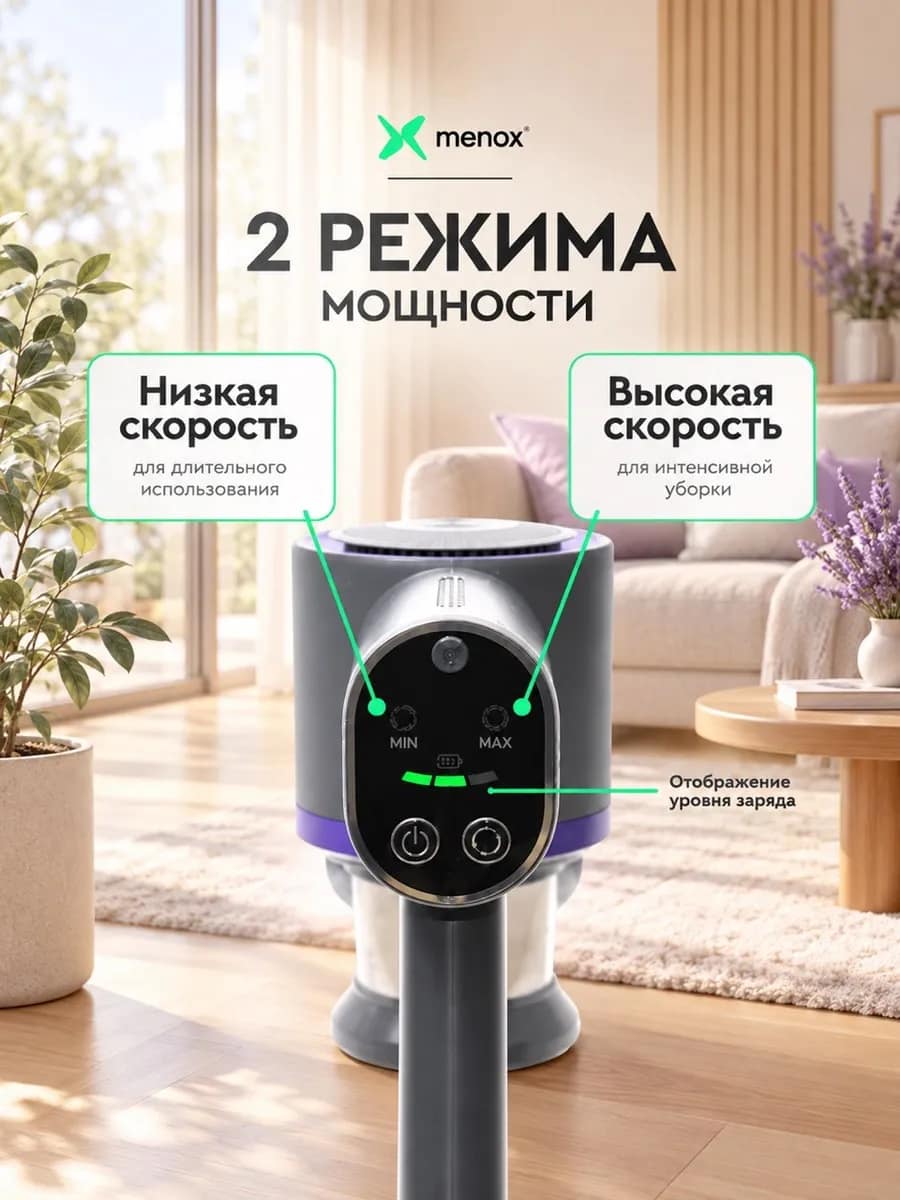 menox®
2 РЕЖИМА
МОЩНОСТИ
Низкая
скорость
для длительного
использования
Высокая
скорость
для интенсивной
уборки
MIN
MAX
Отображение
уровня заряда